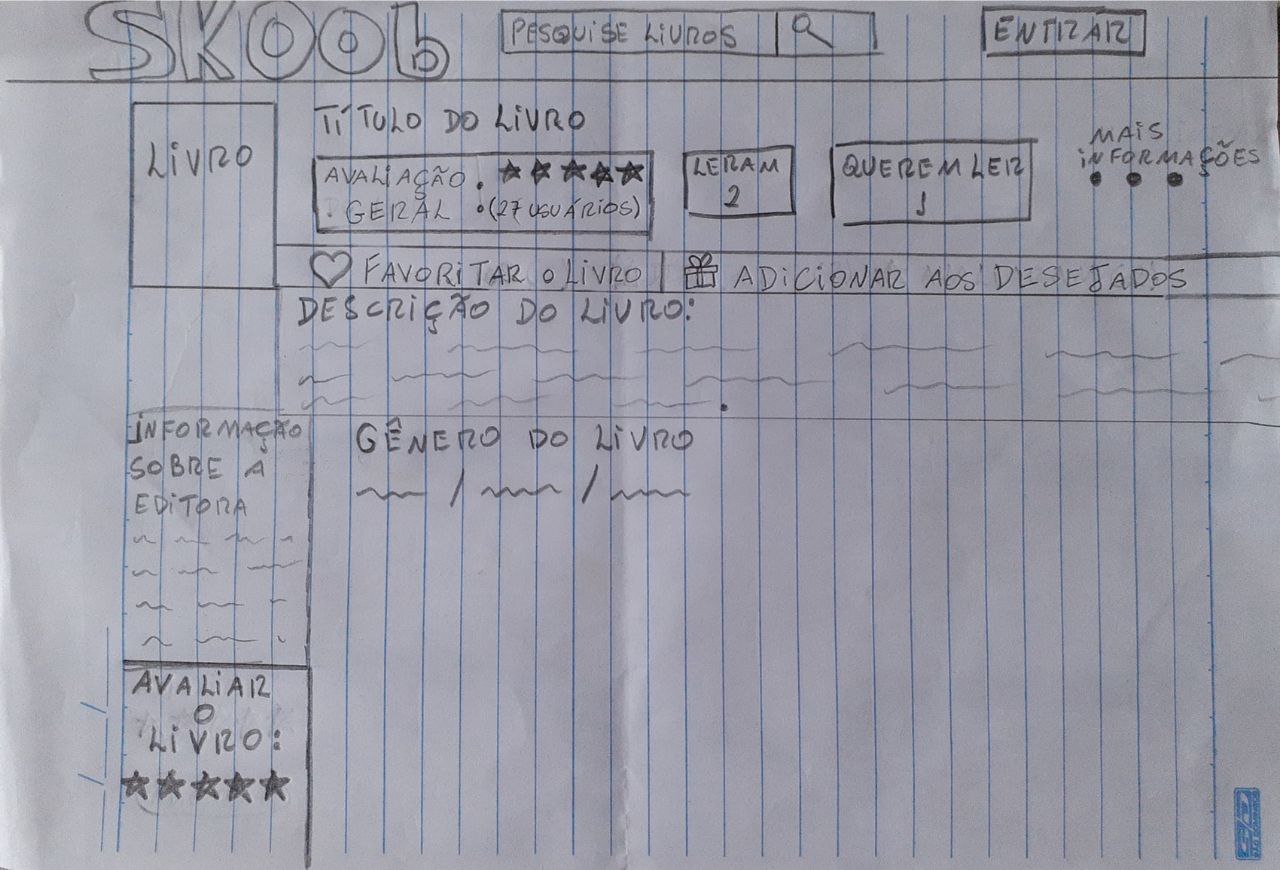 SKOOb
PESQUISE LIVROS
ENTRAR
LIVRO
TÍTULO DO LIVRO
AVALIAÇÃO
GERAL : (27 USUÁRIOS)
LERAM
2
QUEREM LER
1
MAIS
INFORMAÇÕES
FAVORITAR O LIVRO
ADICIONAR AOS DESEJADOS
DESCRIÇÃO DO LIVRO:
INFORMAÇÃO
SOBRE A
EDITORA
GÊNERO DO LIVRO
/ /
AVALIAR
O
LIVRO: